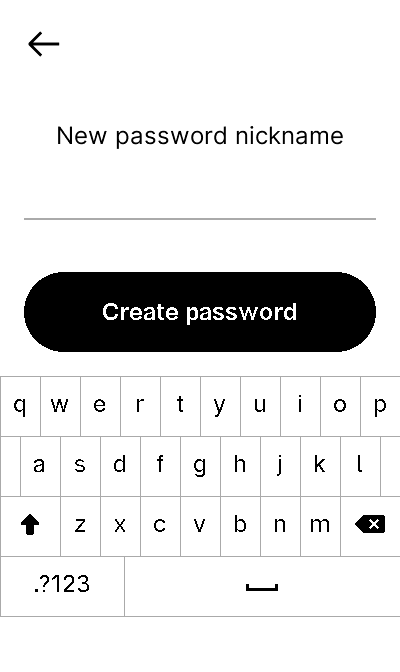 New password nickname
Create password
q w e r t y u i o p
a s d f g h j k l
z x c v b n m
.?123